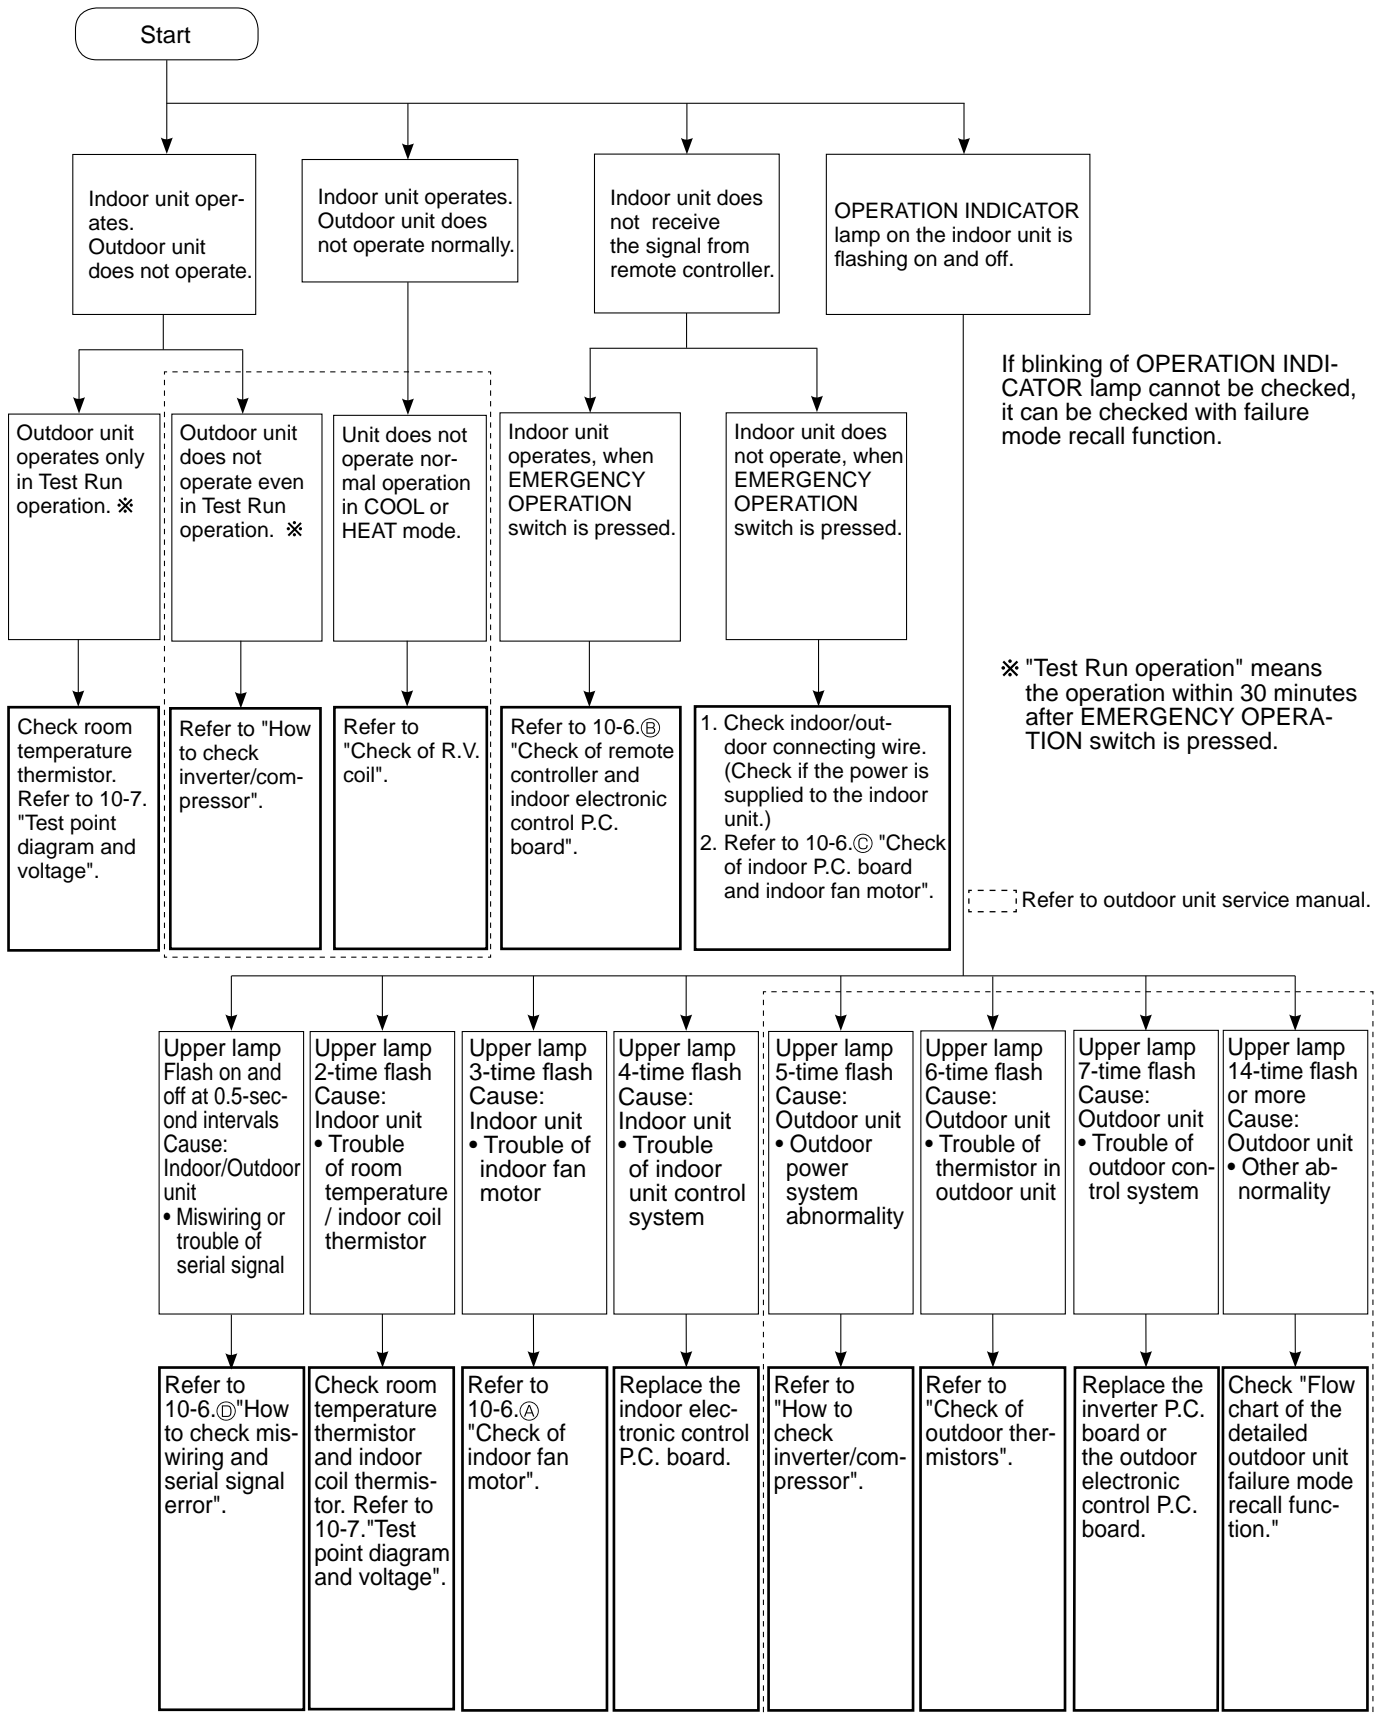 Start
Indoor unit oper-
ates.
Outdoor unit
does not operate.
Indoor unit operates.
Outdoor unit does
not operate normally.
Indoor unit does
not receive
the signal from
remote controller.
OPERATION INDICATOR
lamp on the indoor unit is
flashing on and off.
If blinking of OPERATION INDI-
CATOR lamp cannot be checked,
it can be checked with failure
mode recall function.
Outdoor unit
operates only
in Test Run
operation. ※
Outdoor unit
does not
operate even
in Test Run
operation. ※
Unit does not
operate nor-
mal operation
in COOL or
HEAT mode.
Indoor unit
operates, when
EMERGENCY
OPERATION
switch is pressed.
Indoor unit does
not operate, when
EMERGENCY
OPERATION
switch is pressed.
※ "Test Run operation" means
the operation within 30 minutes
after EMERGENCY OPERA-
TION switch is pressed.
Check room
temperature
thermistor.
Refer to 10-7.
"Test point
diagram and
voltage".
Refer to "How
to check
inverter/com-
pressor".
Refer to
"Check of R.V.
coil".
Refer to 10-6.Ⓑ
"Check of remote
controller and
indoor electronic
control P.C.
board".
1. Check indoor/out-
door connecting wire.
(Check if the power is
supplied to the indoor
unit.)
2. Refer to 10-6.Ⓒ "Check
of indoor P.C. board
and indoor fan motor".
Refer to outdoor unit service manual.
Upper lamp
Flash on and
off at 0.5-sec-
ond intervals
Cause:
Indoor/Outdoor
unit
• Miswiring or
trouble of
serial signal
Upper lamp
2-time flash
Cause:
Indoor unit
• Trouble
of room
temperature
/ indoor coil
thermistor
Upper lamp
3-time flash
Cause:
Indoor unit
• Trouble of
indoor fan
motor
Upper lamp
4-time flash
Cause:
Indoor unit
• Trouble
of indoor
unit control
system
Upper lamp
5-time flash
Cause:
Outdoor unit
• Outdoor
power
system
abnormality
Upper lamp
6-time flash
Cause:
Outdoor unit
• Trouble of
thermistor in
outdoor unit
Upper lamp
7-time flash
Cause:
Outdoor unit
• Trouble of
outdoor con-
trol system
Upper lamp
14-time flash
or more
Cause:
Outdoor unit
• Other ab-
normality
Refer to
10-6.Ⓓ"How
to check mis-
wiring and
serial signal
error".
Check room
temperature
thermistor
and indoor
coil thermis-
tor. Refer to
10-7."Test
point diagram
and voltage".
Refer to
10-6.Ⓐ
"Check of
indoor fan
motor".
Replace the
indoor elec-
tronic control
P.C. board.
Refer to
"How to
check
inverter/com-
pressor".
Refer to
"Check of
outdoor ther-
mistors".
Replace the
inverter P.C.
board or
the outdoor
electronic
control P.C.
board.
Check "Flow
chart of the
detailed
outdoor unit
failure mode
recall func-
tion."